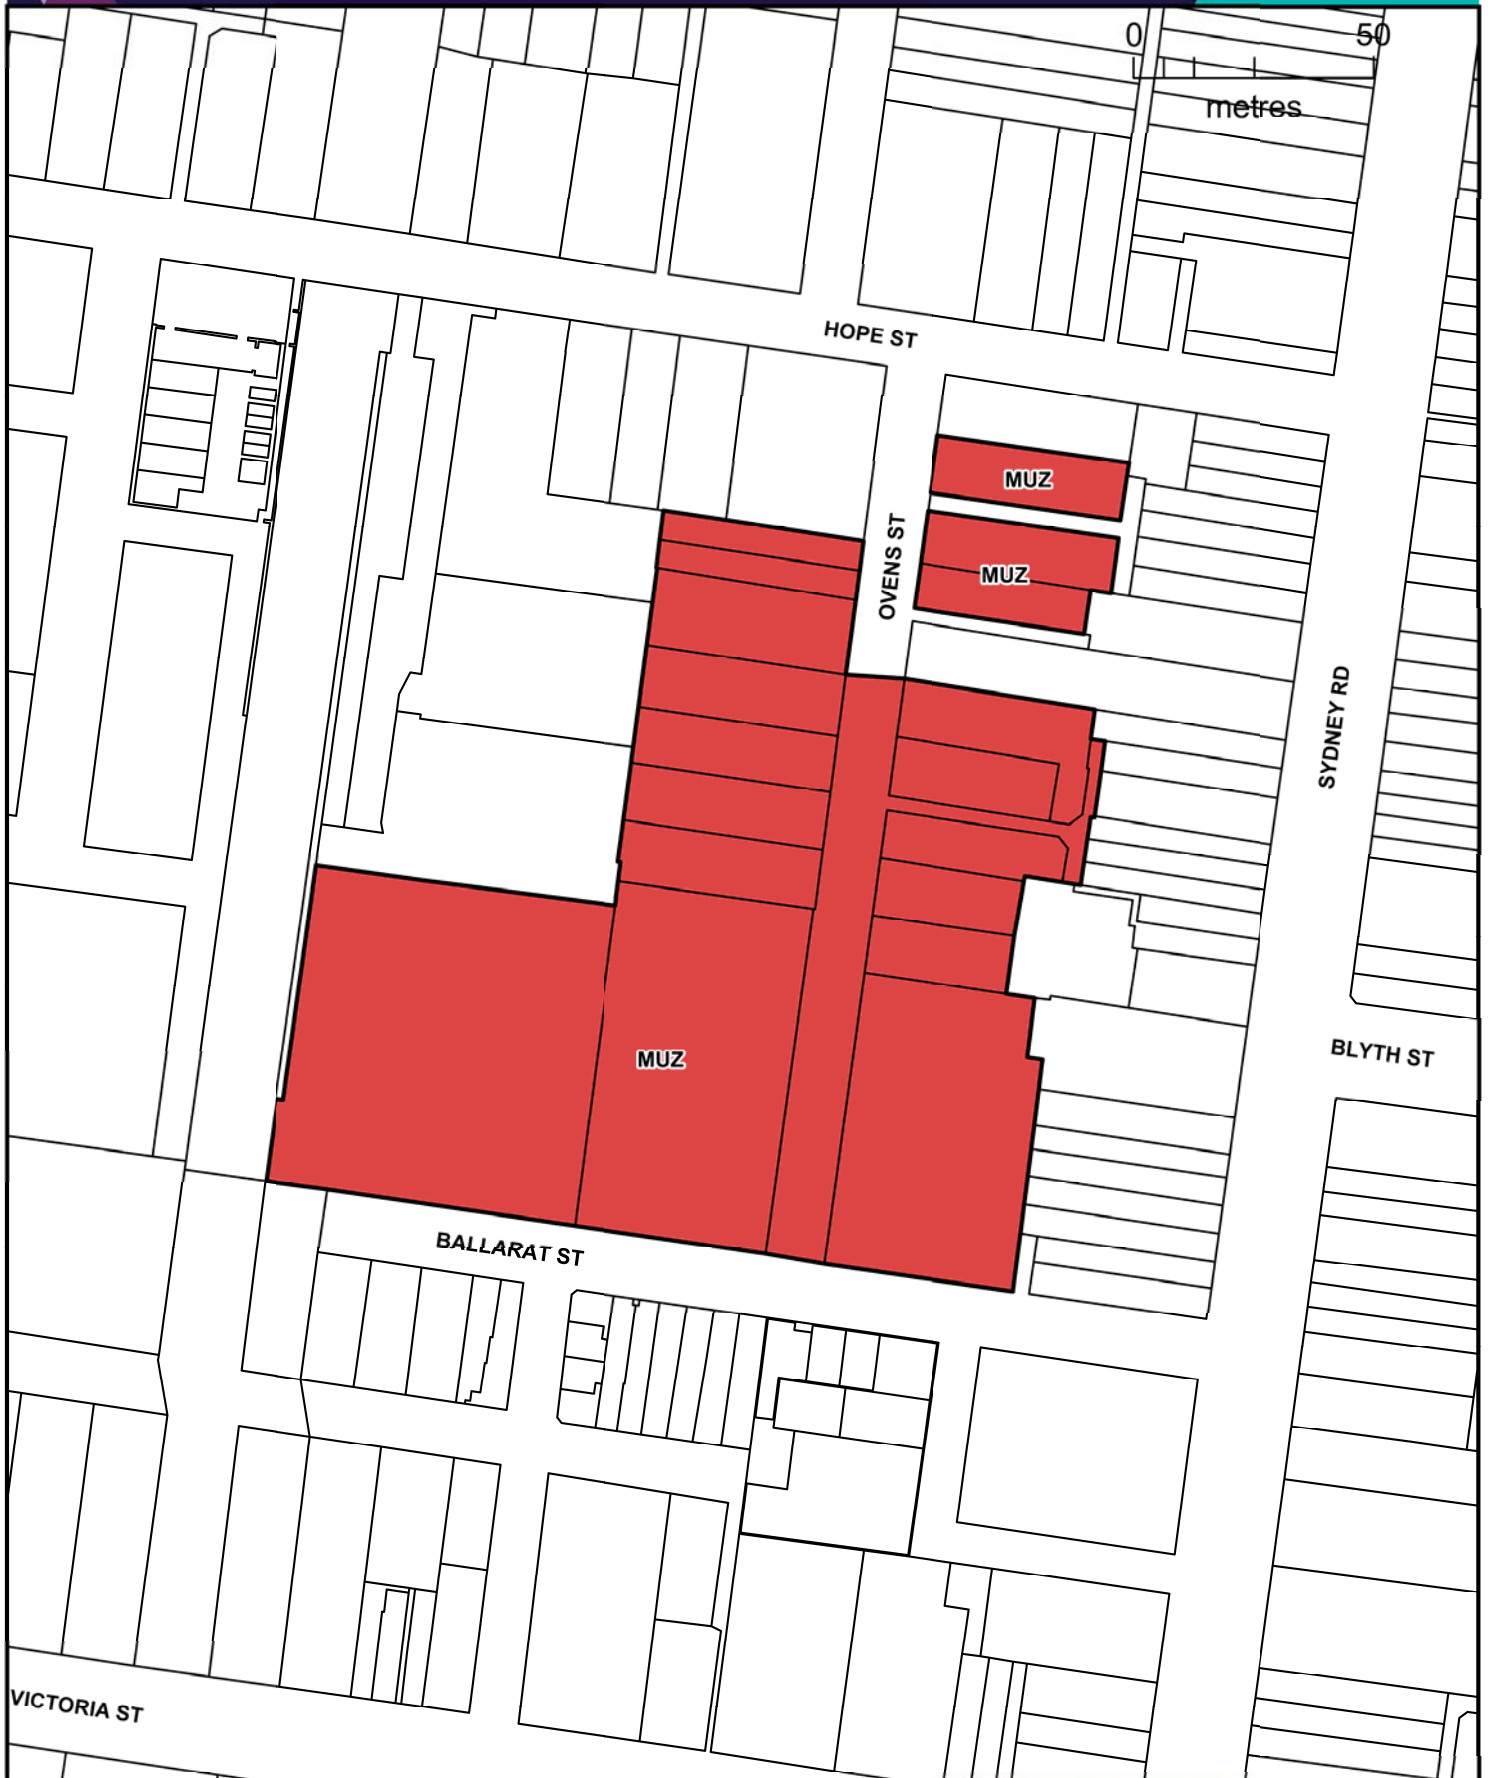 0 50
metres
HOPE ST
MUZ
OVENS ST
MUZ
SYDNEY RD
MUZ
BLYTH ST
BALLARAT ST
VICTORIA ST